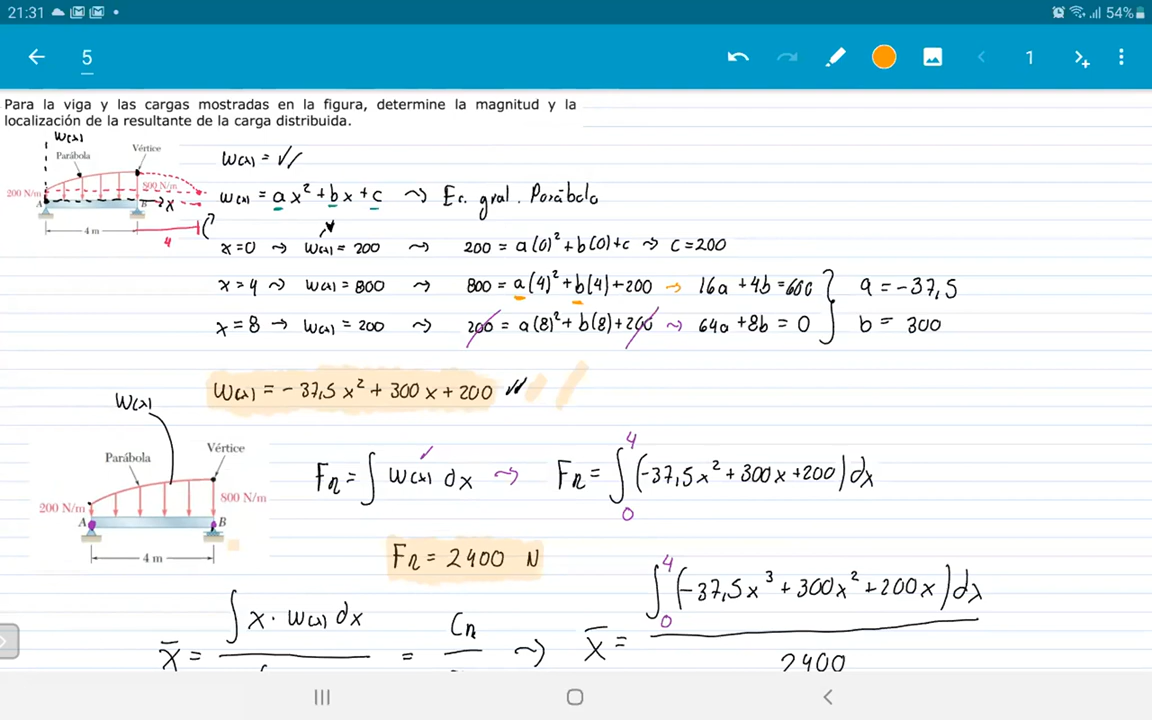 21:31
54%
5
1
Para la viga y las cargas mostradas en la figura, determine la magnitud y la
localización de la resultante de la carga distribuida.
W(x)
Parábola
Vértice
200 N/m
800 N/m
A
B
x
4 m
4
W(x) = √√
W(x) = ax² + bx + c ⇝ Ec. gral. Parábola
x=0 → W(x) = 200 ⇝ 200 = a(0)² + b(0) + c ⇝ c = 200
x=4 ⇝ W(x) = 800 ⇝ 800 = a(4)² + b(4) + 200 → 16a + 4b = 600
a = -37,5
x=8 → W(x) = 200 ⇝ 200 = a(8)² + b(8) + 200 ⇝ 64a + 8b = 0
b = 300
W(x) = -37,5x² + 300x + 200
W(x)
Parábola
Vértice
200 N/m
800 N/m
A
B
4 m
FR = ∫ W(x) dx ⇝ FR = ∫₀⁴ (-37,5x² + 300x + 200) dx
FR = 2400 N
x̄ = ∫ x · W(x) dx = CR ⇝ x̄ = ∫₀⁴ (-37,5x³ + 300x² + 200x) dx
2400